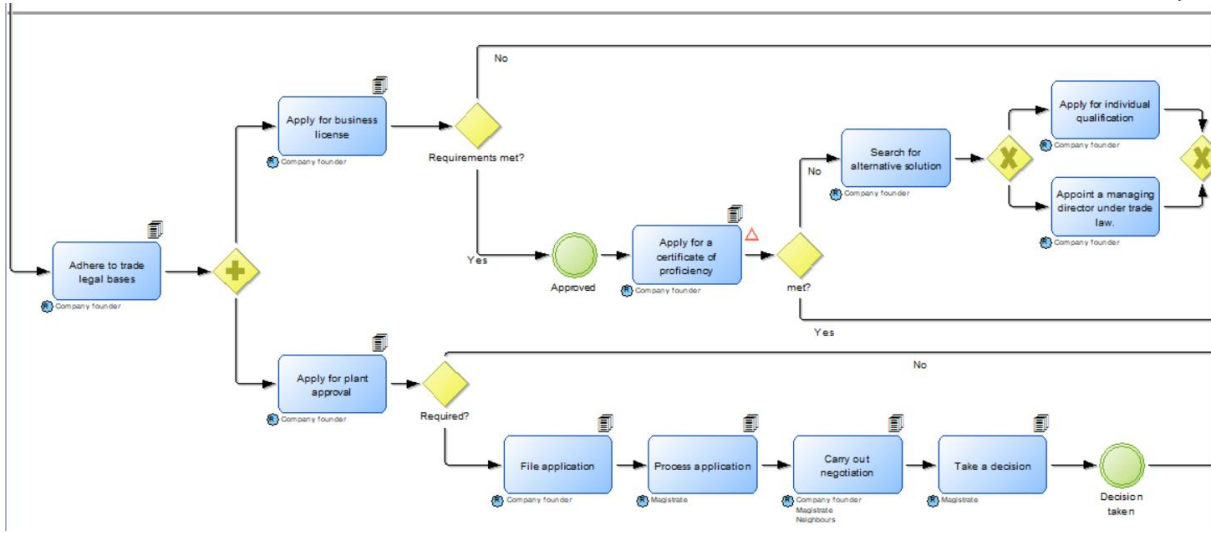 No
Apply for business
license
Company founder
Requirements met?
Yes
Approved
Apply for a
certificate of
proficiency
Company founder
met?
No
Yes
Search for
alternative solution
Company founder
Apply for individual
qualification
Company founder
Appoint a managing
director under trade
law.
Company founder
Adhere to trade
legal bases
Company founder
Apply for plant
approval
Company founder
Required?
No
File application
Company founder
Process application
Magistrate
Carry out
negotiation
Company founder
Magistrate
Neighbours
Take a decision
Magistrate
Decision
taken